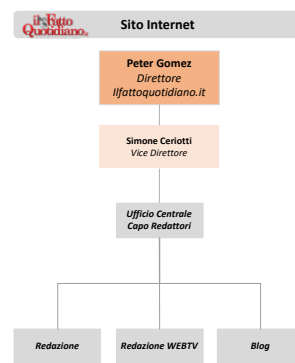 il Fatto
Quotidiano.it
Sito Internet
Peter Gomez
Direttore
Ilfattoquotidiano.it
Simone Ceriotti
Vice Direttore
Ufficio Centrale
Capo Redattori
Redazione
Redazione WEBTV
Blog